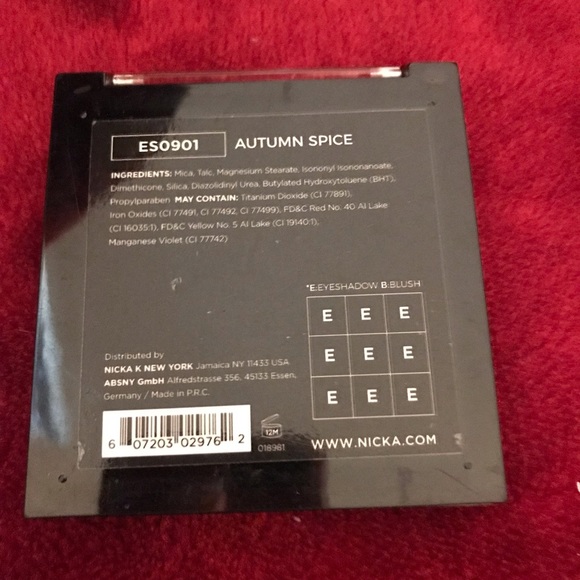 ES0901 AUTUMN SPICE
INGREDIENTS: Mica, Talc, Magnesium Stearate, Isononyl Isononanoate,
Dimethicone, Silica, Diazolidinyl Urea, Butylated Hydroxytoluene (BHT),
Propylparaben MAY CONTAIN: Titanium Dioxide (CI 77891),
Iron Oxides (CI 77491, CI 77492, CI 77499), FD&C Red No. 40 Al Lake
(CI 16035:1), FD&C Yellow No. 5 Al Lake (CI 19140:1),
Manganese Violet (CI 77742)
*E:EYESHADOW B:BLUSH
E E E
E E E
E E E
Distributed by
NICKA K NEW YORK Jamaica NY 11433 USA
ABSNY GmbH Alfredstrasse 356, 45133 Essen,
Germany / Made in P.R.C.
6 07203 02976 2
12M
018981
WWW.NICKA.COM